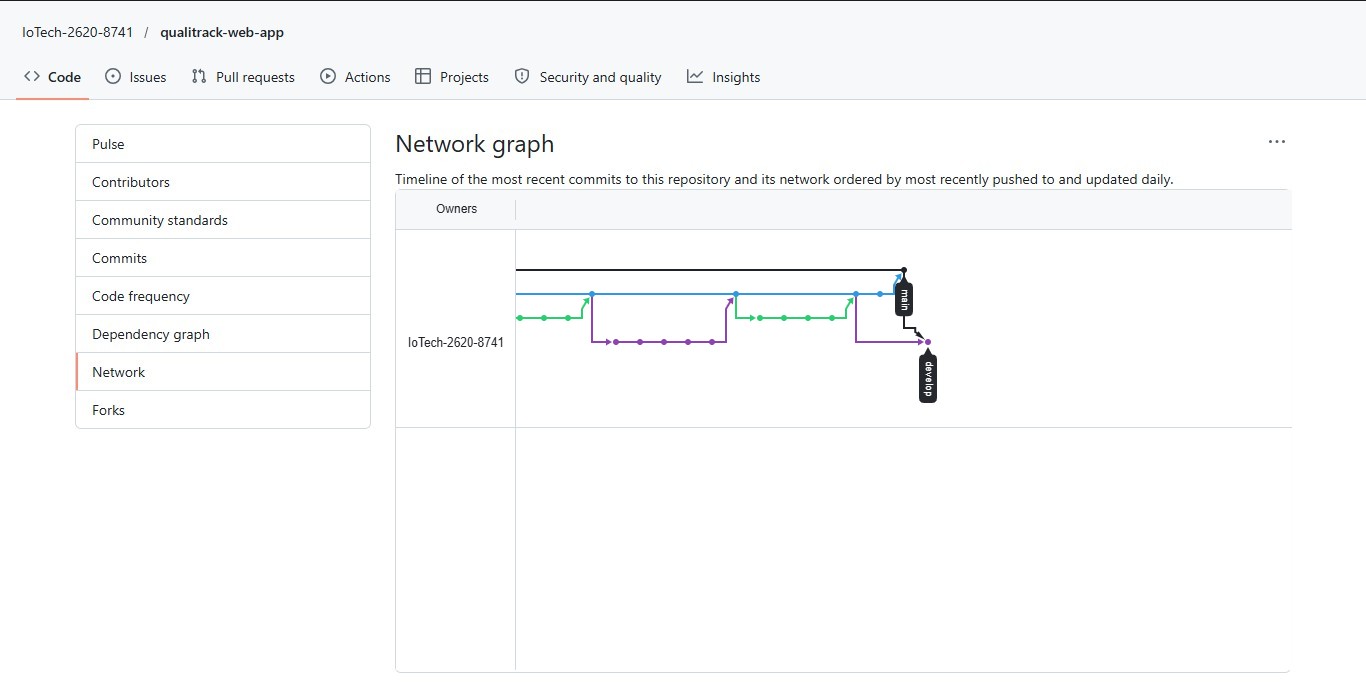 IoTech-2620-8741 / qualitrack-web-app
Code Issues Pull requests Actions Projects Security and quality Insights
Pulse
Contributors
Community standards
Commits
Code frequency
Dependency graph
Network
Forks
Network graph
Timeline of the most recent commits to this repository and its network ordered by most recently pushed to and updated daily.
Owners
IoTech-2620-8741
main
develop